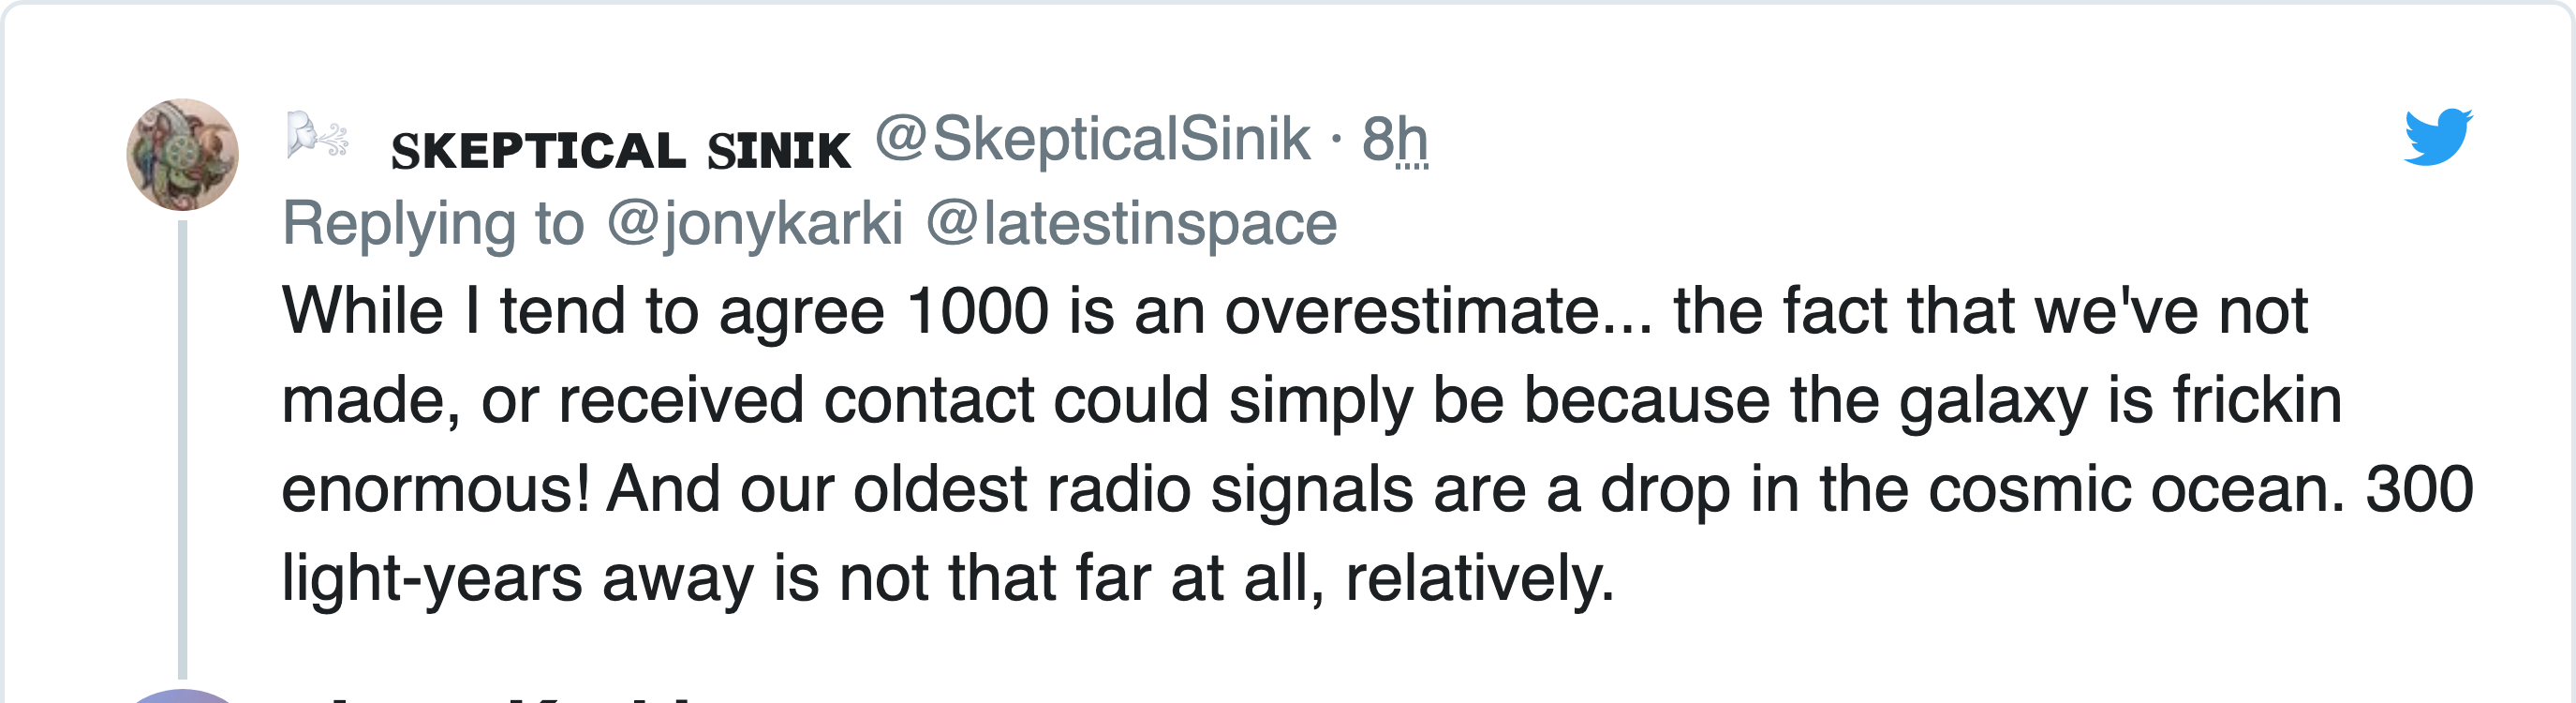 🌬️ Sᴋᴇᴘᴛɪᴄᴀʟ Sɪɴɪᴋ @SkepticalSinik · 8h
Replying to @jonykarki @latestinspace
While I tend to agree 1000 is an overestimate... the fact that we've not
made, or received contact could simply be because the galaxy is frickin
enormous! And our oldest radio signals are a drop in the cosmic ocean. 300
light-years away is not that far at all, relatively.